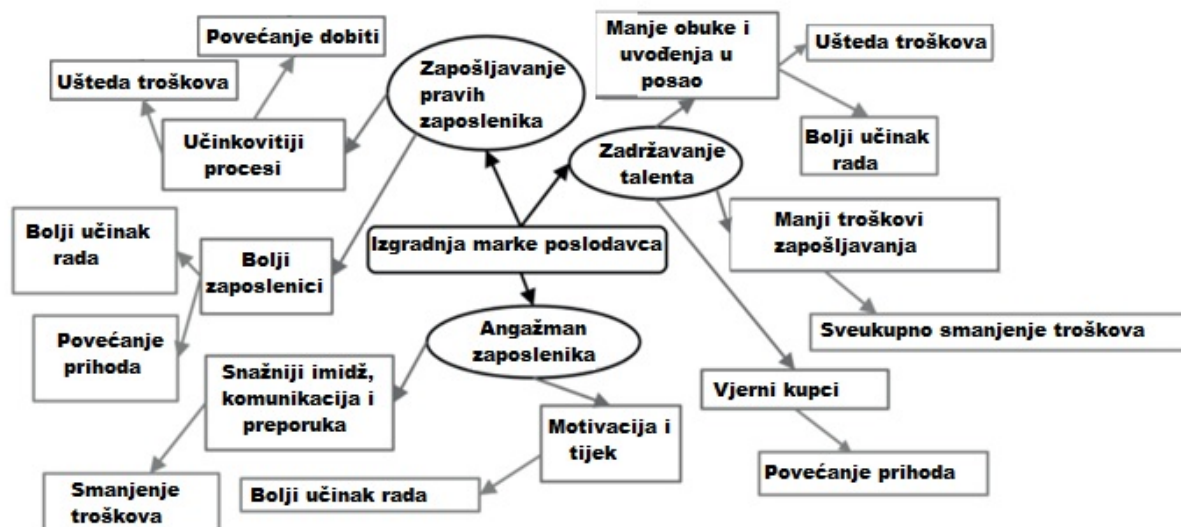 Povećanje dobiti
Ušteda troškova
Učinkovitiji
procesi
Zapošljavanje
pravih
zaposlenika
Manje obuke i
uvođenja u
posao
Ušteda troškova
Bolji učinak
rada
Zadržavanje
talenta
Bolji učinak
rada
Bolji
zaposlenici
Izgradnja marke poslodavca
Manji troškovi
zapošljavanja
Povećanje
prihoda
Angažman
zaposlenika
Sveukupno smanjenje troškova
Snažniji imidž,
komunikacija i
preporuka
Vjerni kupci
Motivacija i
tijek
Smanjenje
troškova
Bolji učinak rada
Povećanje prihoda